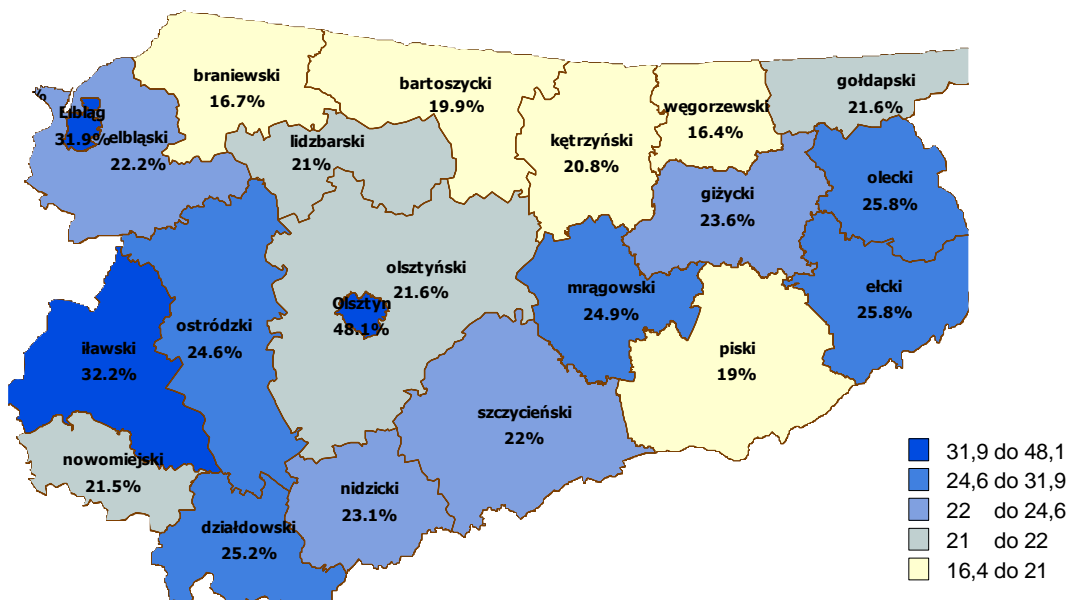 braniewski
16.7%
bartoszycki
19.9%
gołdapski
21.6%
węgorzewski
16.4%
%
Elbląg
31.9%
elbląski
22.2%
lidzbarski
21%
kętrzyński
20.8%
olecki
25.8%
giżycki
23.6%
olsztyński
21.6%
mrągowski
24.9%
ełcki
25.8%
Olsztyn
48.1%
ostródzki
24.6%
iławski
32.2%
piski
19%
szczycieński
22%
nowomiejski
21.5%
nidzicki
23.1%
działdowski
25.2%
31,9 do 48,1
24,6 do 31,9
22 do 24,6
21 do 22
16,4 do 21